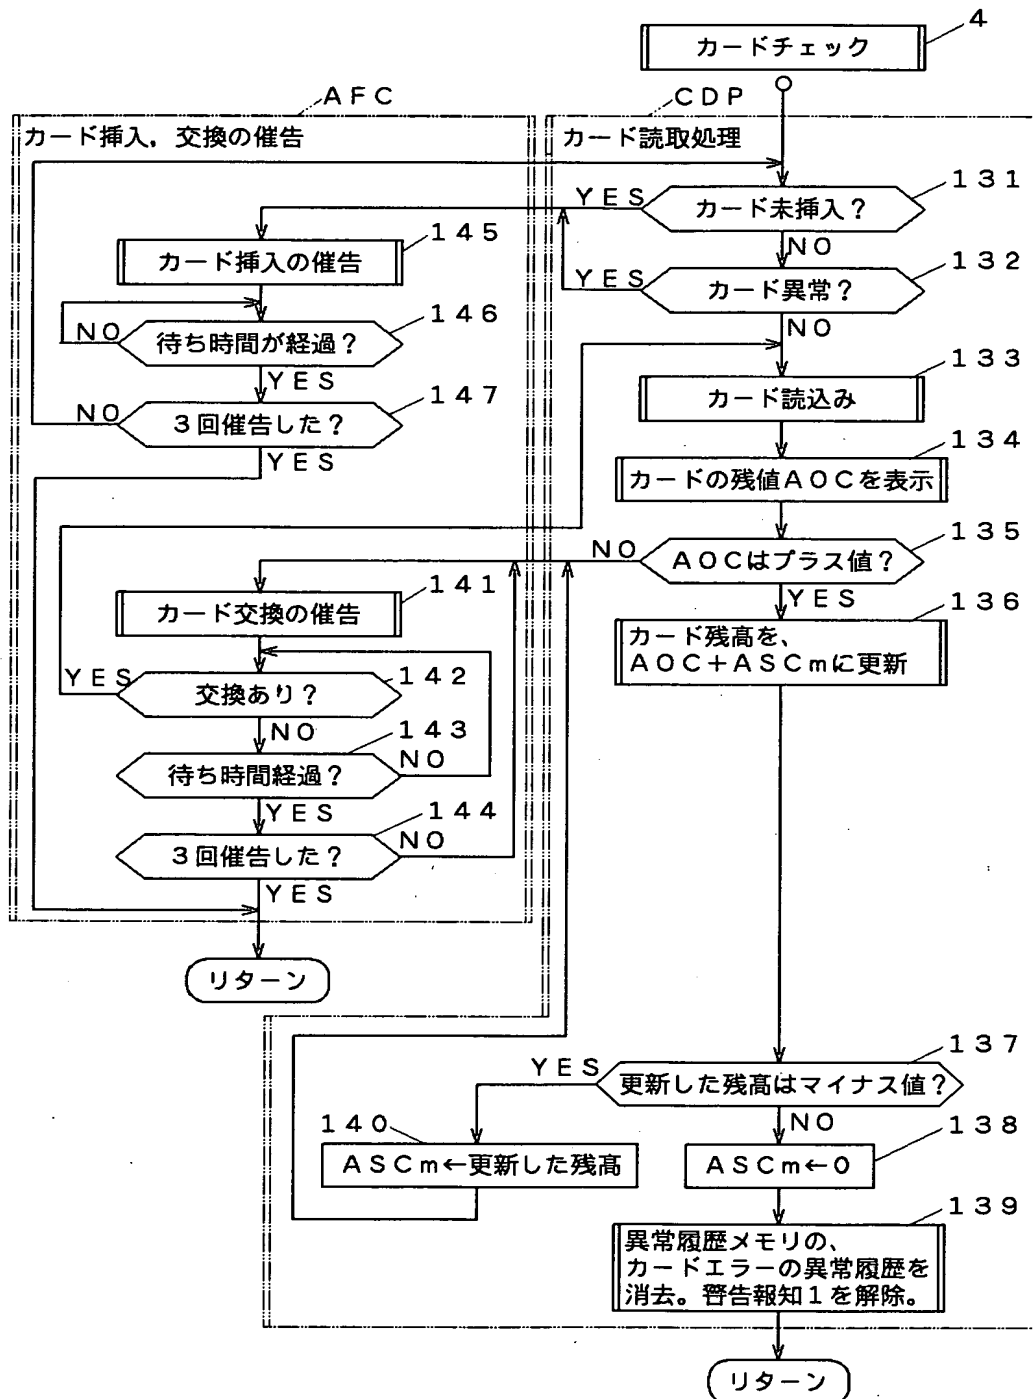 4
カードチェック
AFC
CDP
カード挿入,交換の催告
カード読取処理
131
カード未挿入?
YES
NO
132
カード異常?
YES
NO
145
カード挿入の催告
146
待ち時間が経過?
NO
YES
147
3回催告した?
NO
YES
133
カード読込み
134
カードの残値AOCを表示
135
AOCはプラス値?
NO
YES
136
カード残高を、
AOC+ASCmに更新
141
カード交換の催告
142
交換あり?
YES
NO
143
待ち時間経過?
NO
YES
144
3回催告した?
NO
YES
リターン
137
更新した残高はマイナス値?
YES
NO
140
ASCm←更新した残高
138
ASCm←0
139
異常履歴メモリの、
カードエラーの異常履歴を
消去。警告報知1を解除。
リターン